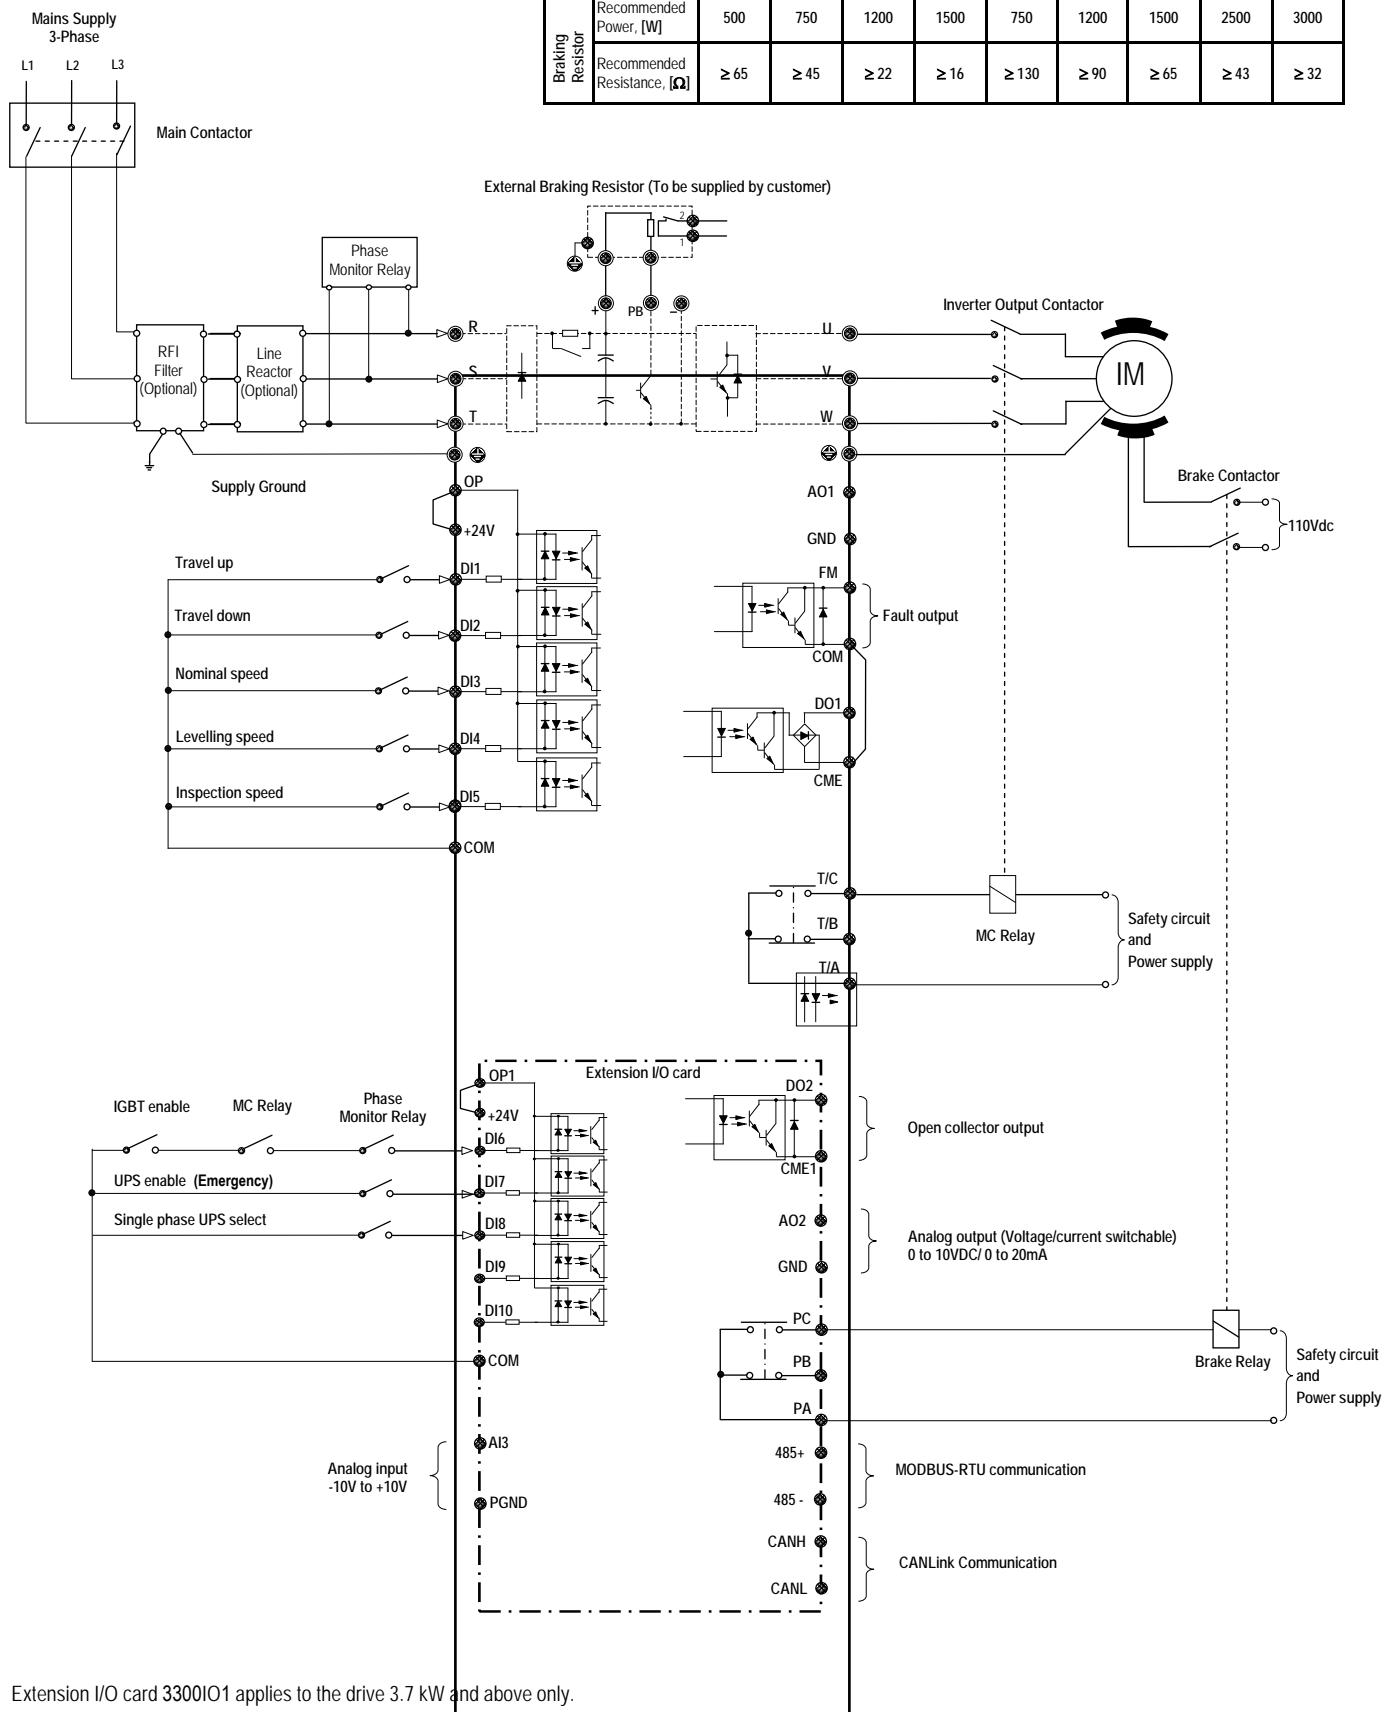 Mains Supply
3-Phase
L1 L2 L3
Main Contactor
Braking
Resistor
Recommended
Power, [W]
500 750 1200 1500 750 1200 1500 2500 3000
Recommended
Resistance, [Ω]
≥ 65 ≥ 45 ≥ 22 ≥ 16 ≥ 130 ≥ 90 ≥ 65 ≥ 43 ≥ 32
External Braking Resistor (To be supplied by customer)
2
1
Phase
Monitor Relay
+ PB −
Inverter Output Contactor
RFI
Filter
(Optional)
Line
Reactor
(Optional)
R
S
T
U
V
W
IM
Supply Ground
Brake Contactor
110Vdc
OP
+24V
Travel up
DI1
Travel down
DI2
Nominal speed
DI3
Levelling speed
DI4
Inspection speed
DI5
COM
AO1
GND
FM
Fault output
COM
DO1
CME
T/C
T/B
T/A
MC Relay
Safety circuit
and
Power supply
Extension I/O card
OP1
+24V
IGBT enable
MC Relay
Phase
Monitor Relay
DI6
UPS enable (Emergency)
DI7
Single phase UPS select
DI8
DI9
DI10
COM
Analog input
-10V to +10V
AI3
PGND
DO2
Open collector output
CME1
AO2
Analog output (Voltage/current switchable)
0 to 10VDC/ 0 to 20mA
GND
PC
PB
PA
Brake Relay
Safety circuit
and
Power supply
485+
MODBUS-RTU communication
485 -
CANH
CANLink Communication
CANL
Extension I/O card 3300IO1 applies to the drive 3.7 kW and above only.